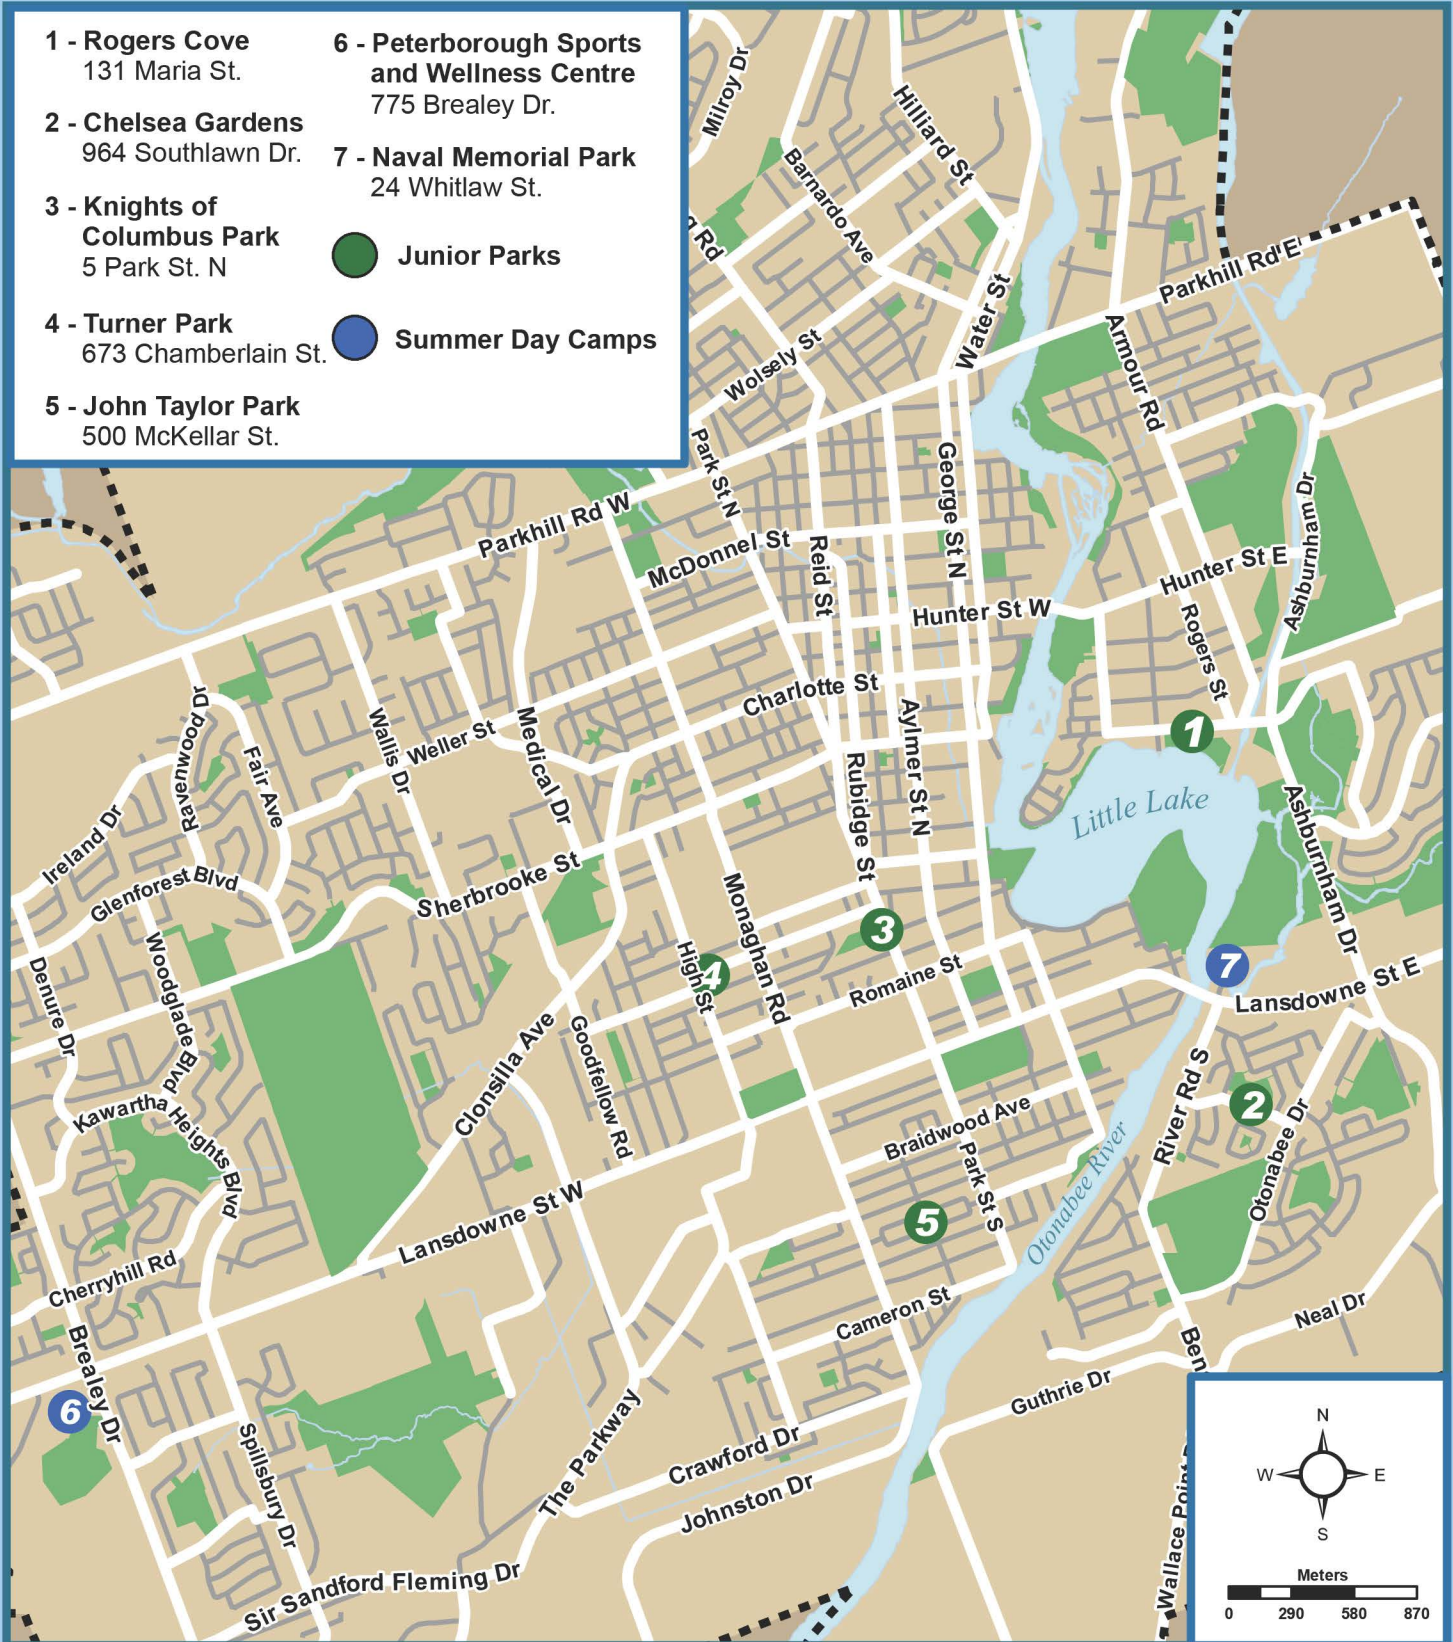 1 - Rogers Cove
131 Maria St.
2 - Chelsea Gardens
964 Southlawn Dr.
3 - Knights of
Columbus Park
5 Park St. N
4 - Turner Park
673 Chamberlain St.
5 - John Taylor Park
500 McKellar St.
6 - Peterborough Sports
and Wellness Centre
775 Brealey Dr.
7 - Naval Memorial Park
24 Whitlaw St.
Junior Parks
Summer Day Camps
Milroy Dr
Hilliard St
Barnardo Ave
Rd
Water St
Parkhill Rd E
Wolsely St
Armour Rd
Park St N
George St N
Parkhill Rd W
McDonnel St
Reid St
Ashburnham Dr
Hunter St E
Hunter St W
Rogers St
Charlotte St
Ravenwood Dr
Wallis Dr
Weller St
Medical Dr
Aylmer St N
Fair Ave
Rubidge St
1
Little Lake
Ireland Dr
Glenforest Blvd
Sherbrooke St
Ashburnham Dr
Monaghan Rd
3
Woodglade Blvd
High St
4
Romaine St
7
Lansdowne St E
Denure Dr
Clonsilla Ave
Goodfellow Rd
River Rd S
2
Kawartha Heights Blvd
Braidwood Ave
Otonabee River
Otonabee Dr
Park St S
Lansdowne St W
5
Cherryhill Rd
Cameron St
Neal Dr
Brealey Dr
Ben
6
Guthrie Dr
Spillsbury Dr
The Parkway
Crawford Dr
Johnston Dr
Sir Sandford Fleming Dr
Wallace Point
N
W
E
S
Meters
0 290 580 870